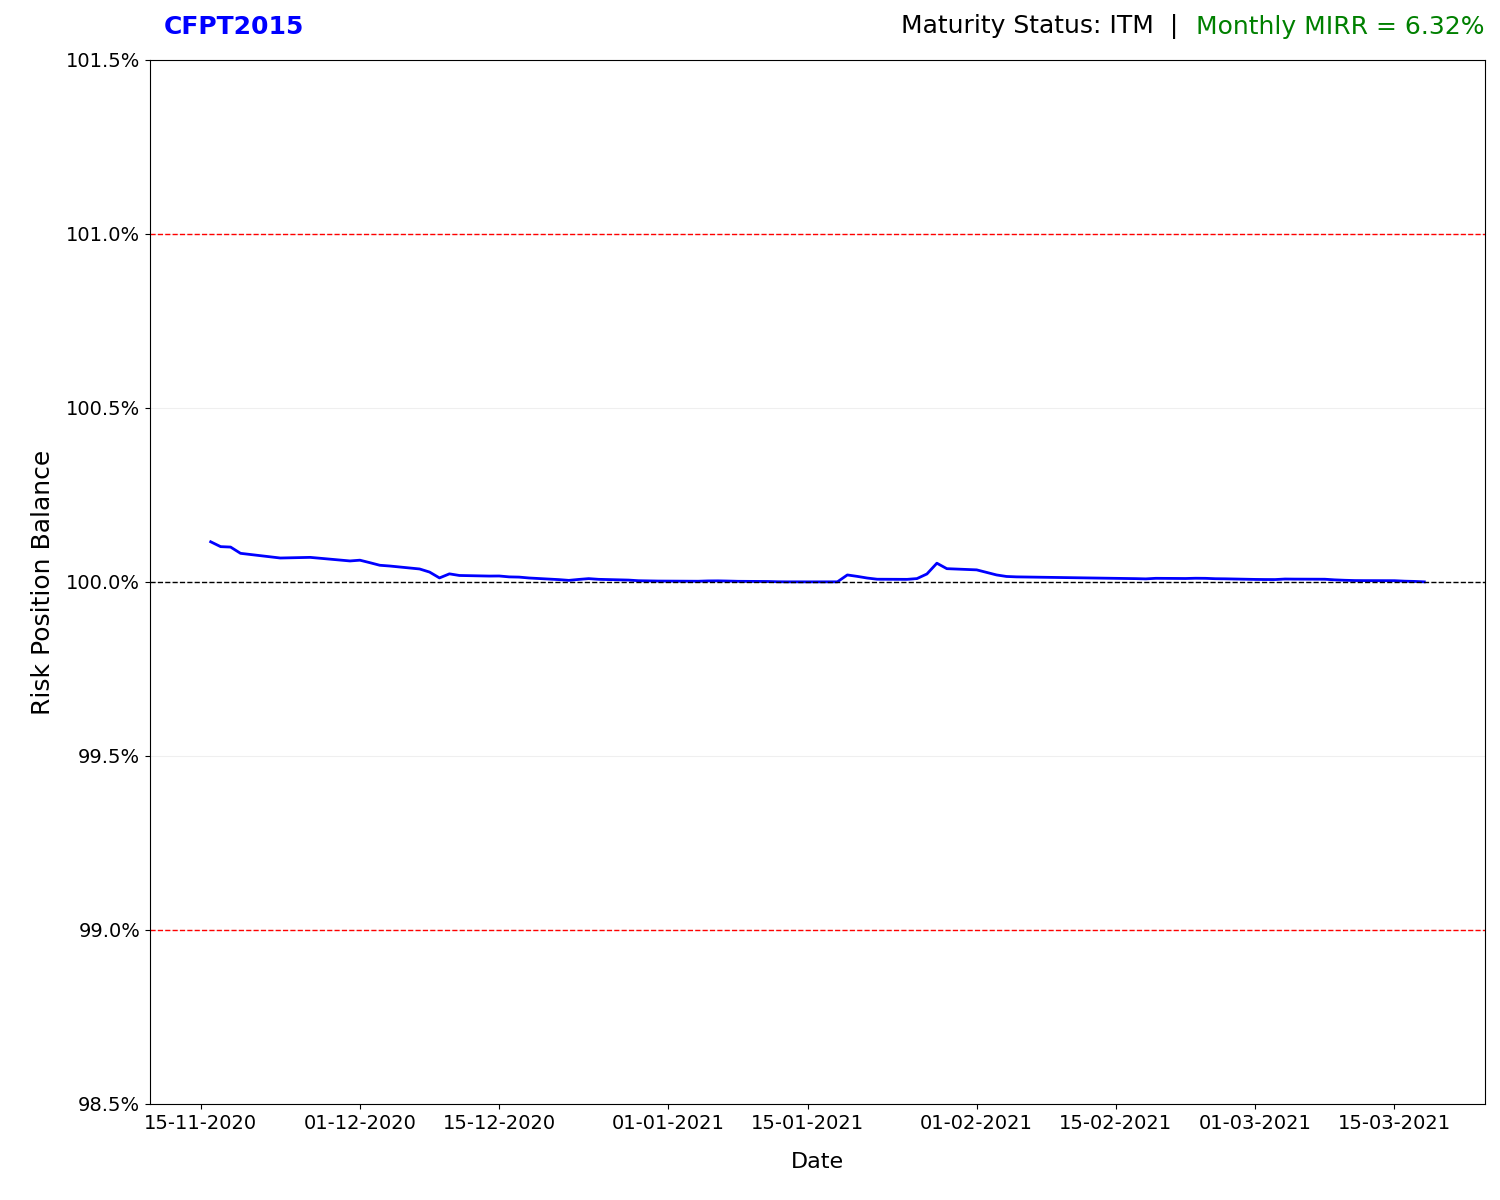 CFPT2015
Maturity Status: ITM | Monthly MIRR = 6.32%
101.5%
101.0%
100.5%
100.0%
99.5%
99.0%
98.5%
Risk Position Balance
15-11-2020 01-12-2020 15-12-2020 01-01-2021 15-01-2021 01-02-2021 15-02-2021 01-03-2021 15-03-2021
Date